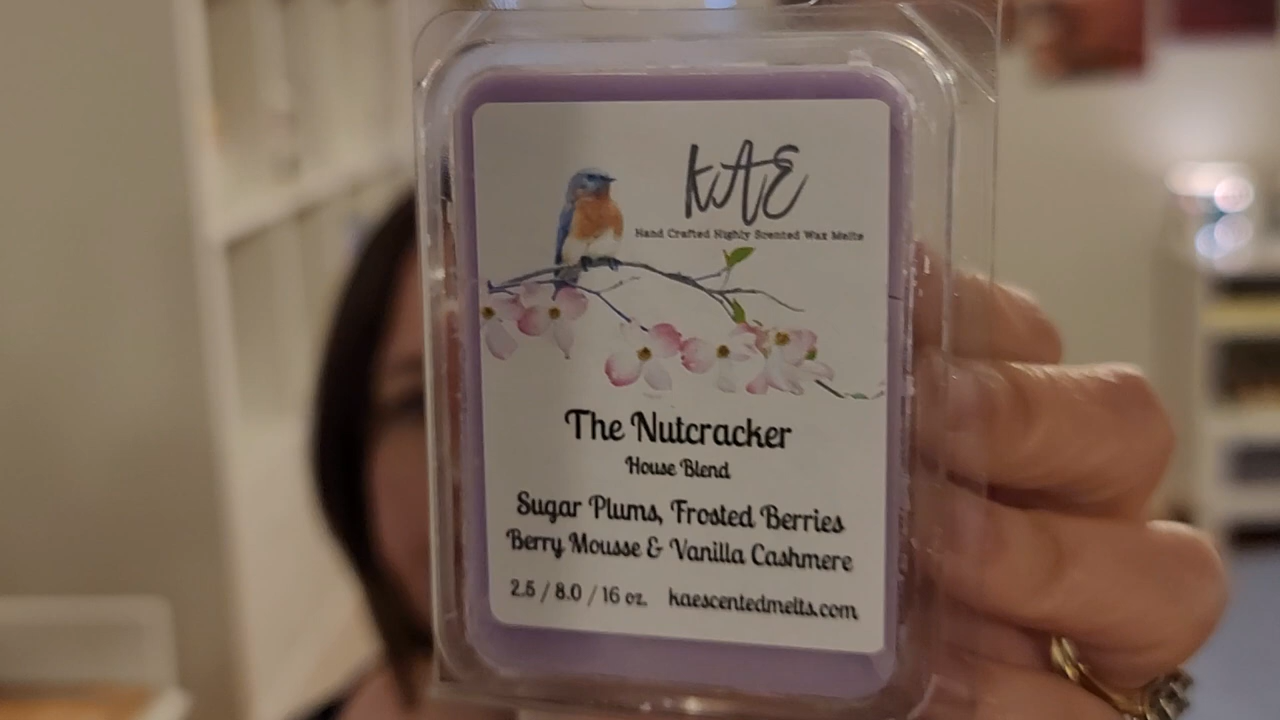 KAE
Hand Crafted Highly Scented Wax Melts
The Nutcracker
House Blend
Sugar Plums, Frosted Berries
Berry Mousse & Vanilla Cashmere
2.5 / 8.0 / 16 oz. kaescentedmelts.com